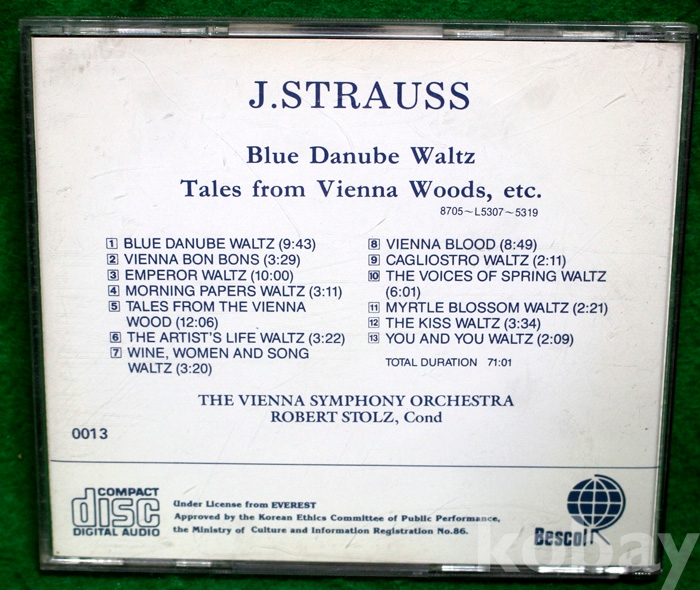 J.STRAUSS
Blue Danube Waltz
Tales from Vienna Woods, etc.
8705~L5307~5319
1 BLUE DANUBE WALTZ (9:43)
2 VIENNA BON BONS (3:29)
3 EMPEROR WALTZ (10:00)
4 MORNING PAPERS WALTZ (3:11)
5 TALES FROM THE VIENNA
WOOD (12:06)
6 THE ARTIST'S LIFE WALTZ (3:22)
7 WINE, WOMEN AND SONG
WALTZ (3:20)
8 VIENNA BLOOD (8:49)
9 CAGLIOSTRO WALTZ (2:11)
10 THE VOICES OF SPRING WALTZ
(6:01)
11 MYRTLE BLOSSOM WALTZ (2:21)
12 THE KISS WALTZ (3:34)
13 YOU AND YOU WALTZ (2:09)
TOTAL DURATION 71:01
THE VIENNA SYMPHONY ORCHESTRA
ROBERT STOLZ, Cond
0013
COMPACT
disc
DIGITAL AUDIO
Under License from EVEREST
Approved by the Korean Ethics Committee of Public Performance,
the Ministry of Culture and Information Registration No.86.
Bescol
kobay